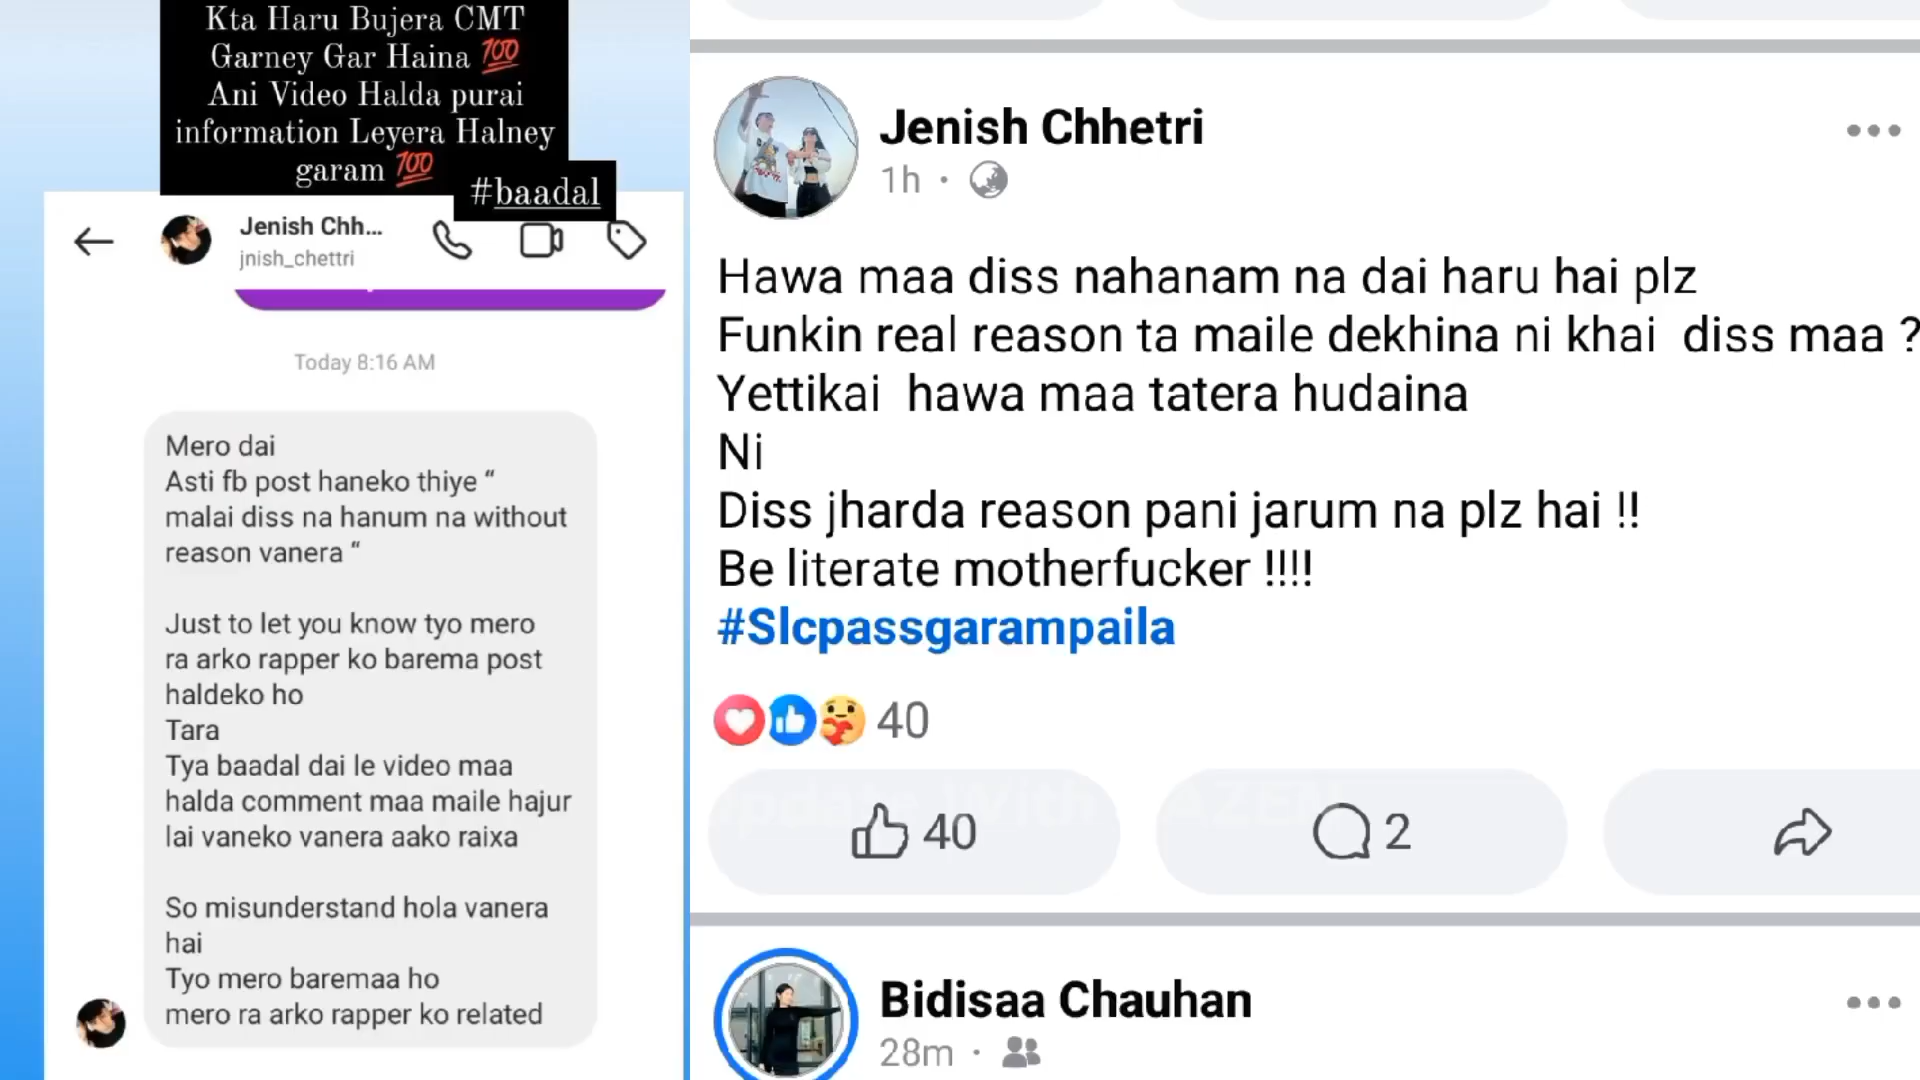 Kta Haru Bujera CMT
Garney Gar Haina 💯
Ani Video Halda purai
information Leyera Halney
garam 💯
#baadal
Jenish Chh...
jnish_chettri
Today 8:16 AM
Mero dai
Asti fb post haneko thiye “
malai diss na hanum na without
reason vanera “
Just to let you know tyo mero
ra arko rapper ko barema post
haldeko ho
Tara
Tya baadal dai le video maa
halda comment maa maile hajur
lai vaneko vanera aako raixa
So misunderstand hola vanera
hai
Tyo mero baremaa ho
mero ra arko rapper ko related
Jenish Chhetri
1h ·
Hawa maa diss nahanam na dai haru hai plz
Funkin real reason ta maile dekhina ni khai  diss maa ?
Yettikai  hawa maa tatera hudaina
Ni
Diss jharda reason pani jarum na plz hai !!
Be literate motherfucker !!!!
#Slcpassgarampaila
40
40
2
Bidisaa Chauhan
28m ·